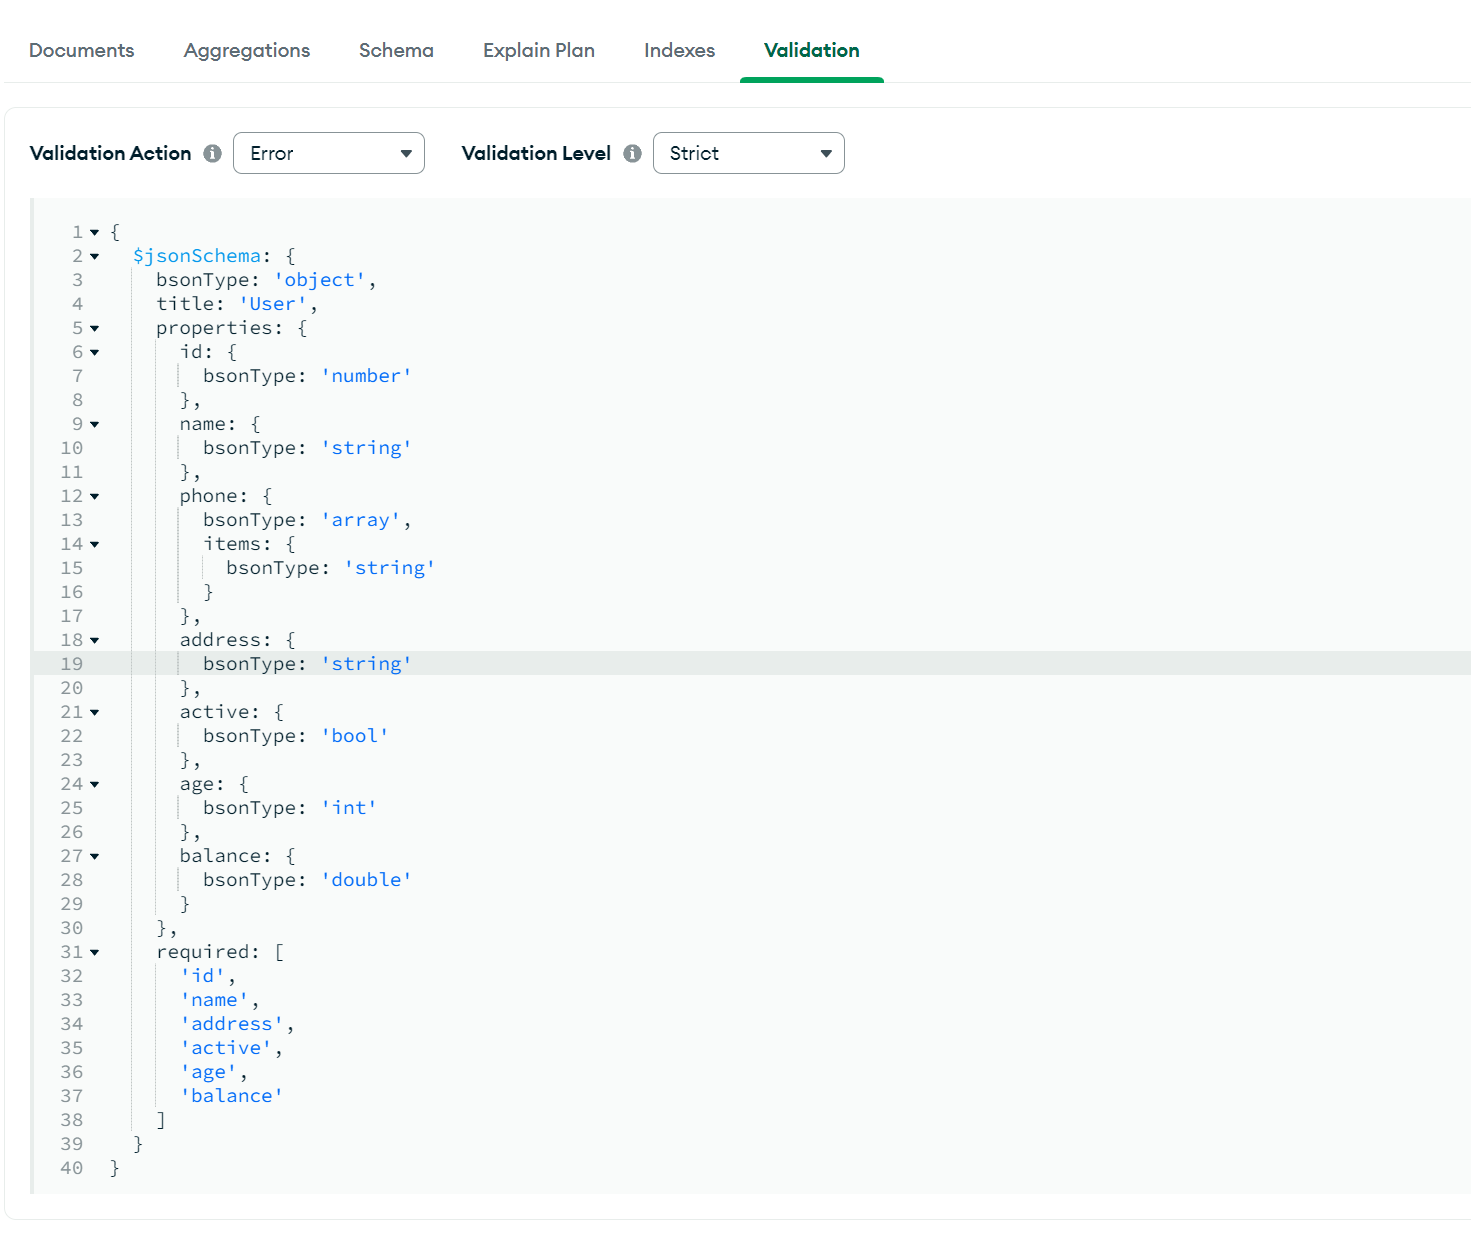 Documents Aggregations Schema Explain Plan Indexes Validation
Validation Action Error Validation Level Strict
1 {
2 $jsonSchema: {
3 bsonType: 'object',
4 title: 'User',
5 properties: {
6 id: {
7 bsonType: 'number'
8 },
9 name: {
10 bsonType: 'string'
11 },
12 phone: {
13 bsonType: 'array',
14 items: {
15 bsonType: 'string'
16 }
17 },
18 address: {
19 bsonType: 'string'
20 },
21 active: {
22 bsonType: 'bool'
23 },
24 age: {
25 bsonType: 'int'
26 },
27 balance: {
28 bsonType: 'double'
29 }
30 },
31 required: [
32 'id',
33 'name',
34 'address',
35 'active',
36 'age',
37 'balance'
38 ]
39 }
40 }